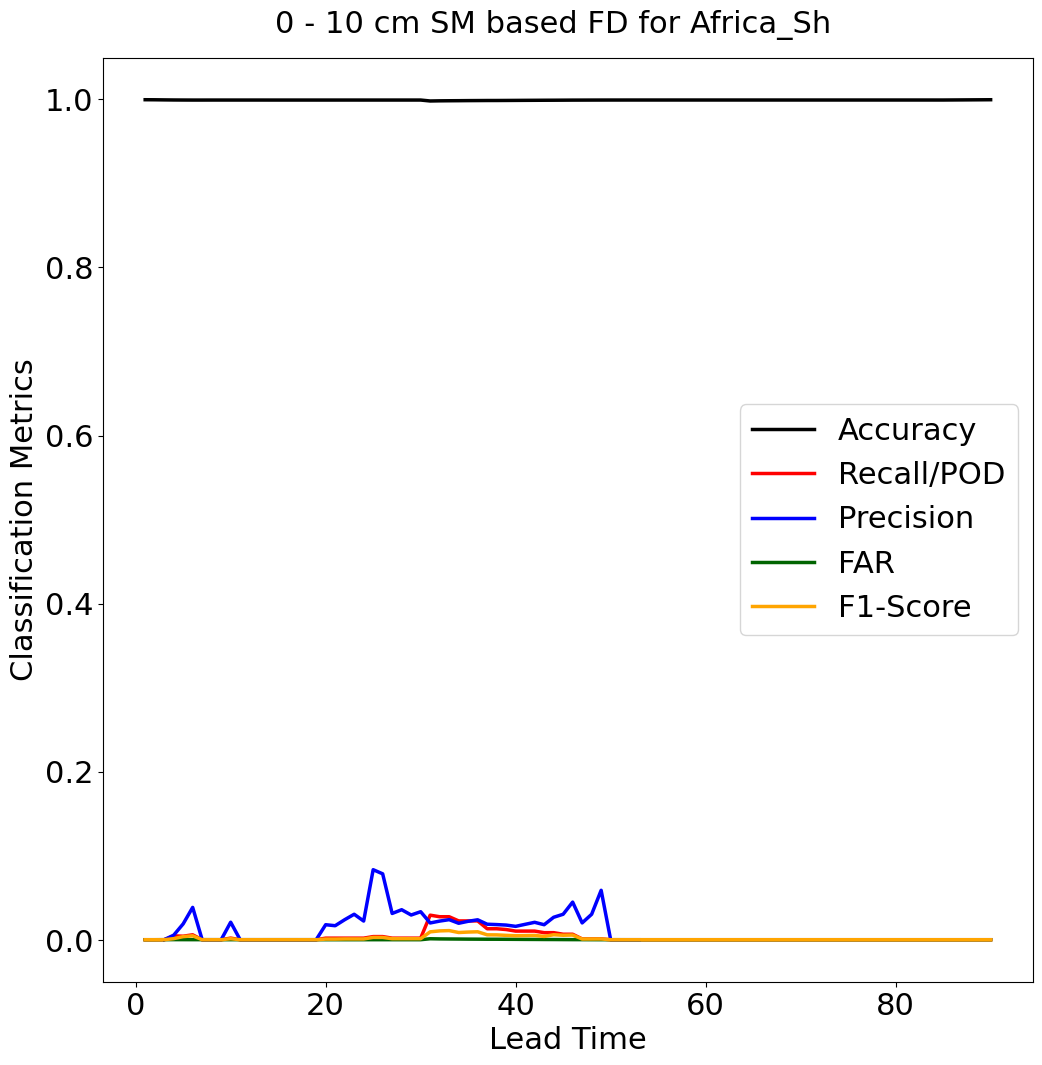 0 - 10 cm SM based FD for Africa_Sh
Classification Metrics
1.0
0.8
0.6
0.4
0.2
0.0
Accuracy
Recall/POD
Precision
FAR
F1-Score
0 20 40 60 80
Lead Time